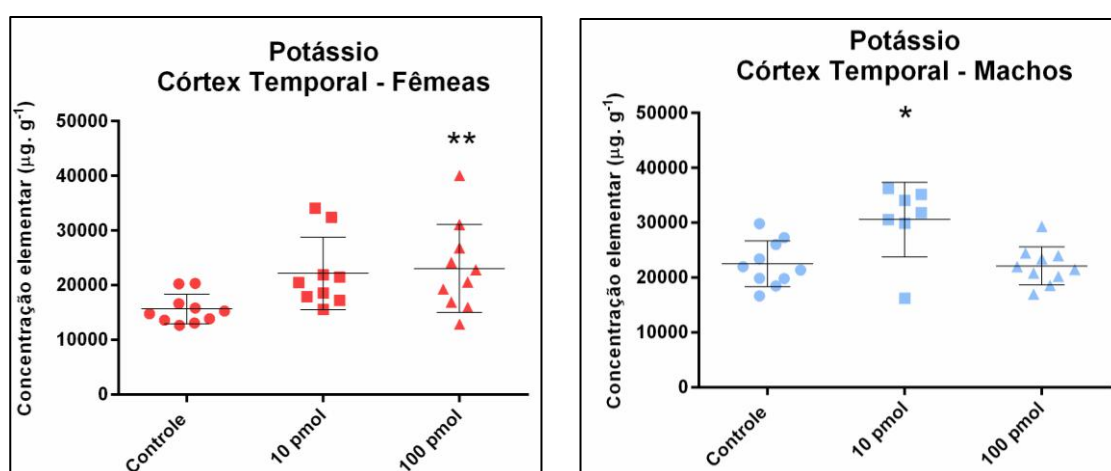 Potássio
Córtex Temporal - Fêmeas
Concentração elementar (µg. g⁻¹)
50000
40000
30000
20000
10000
0
**
Controle
10 pmol
100 pmol
Potássio
Córtex Temporal - Machos
Concentração elementar (µg. g⁻¹)
50000
40000
30000
20000
10000
0
*
Controle
10 pmol
100 pmol